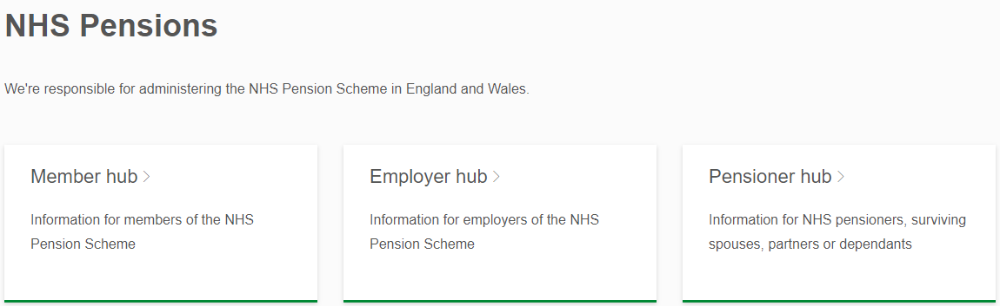 NHS Pensions
We're responsible for administering the NHS Pension Scheme in England and Wales.
Member hub
Information for members of the NHS
Pension Scheme
Employer hub
Information for employers of the NHS
Pension Scheme
Pensioner hub
Information for NHS pensioners, surviving
spouses, partners or dependants